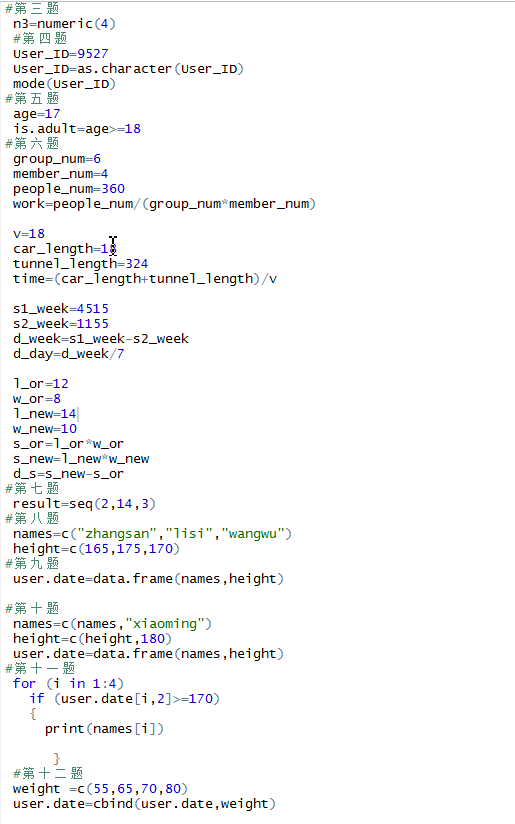 #第三题
n3=numeric(4)
#第四题
User_ID=9527
User_ID=as.character(User_ID)
mode(User_ID)
#第五题
age=17
is.adult=age>=18
#第六题
group_num=6
member_num=4
people_num=360
work=people_num/(group_num*member_num)
v=18
car_length=18
tunnel_length=324
time=(car_length+tunnel_length)/v
s1_week=4515
s2_week=1155
d_week=s1_week-s2_week
d_day=d_week/7
l_or=12
w_or=8
l_new=14
w_new=10
s_or=l_or*w_or
s_new=l_new*w_new
d_s=s_new-s_or
#第七题
result=seq(2,14,3)
#第八题
names=c("zhangsan","lisi","wangwu")
height=c(165,175,170)
#第九题
user.date=data.frame(names,height)
#第十题
names=c(names,"xiaoming")
height=c(height,180)
user.date=data.frame(names,height)
#第十一题
for (i in 1:4)
if (user.date[i,2]>=170)
{
print(names[i])
}
#第十二题
weight =c(55,65,70,80)
user.date=cbind(user.date,weight)